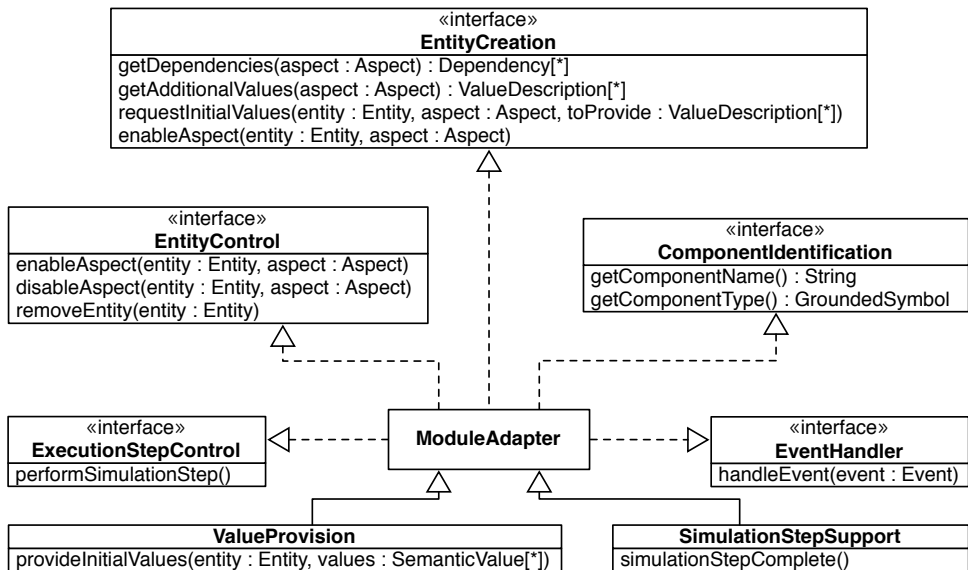 «interface»
EntityCreation
getDependencies(aspect : Aspect) : Dependency[*]
getAdditionalValues(aspect : Aspect) : ValueDescription[*]
requestInitialValues(entity : Entity, aspect : Aspect, toProvide : ValueDescription[*])
enableAspect(entity : Entity, aspect : Aspect)
«interface»
EntityControl
enableAspect(entity : Entity, aspect : Aspect)
disableAspect(entity : Entity, aspect : Aspect)
removeEntity(entity : Entity)
«interface»
ComponentIdentification
getComponentName() : String
getComponentType() : GroundedSymbol
«interface»
ExecutionStepControl
performSimulationStep()
ModuleAdapter
«interface»
EventHandler
handleEvent(event : Event)
ValueProvision
provideInitialValues(entity : Entity, values : SemanticValue[*])
SimulationStepSupport
simulationStepComplete()